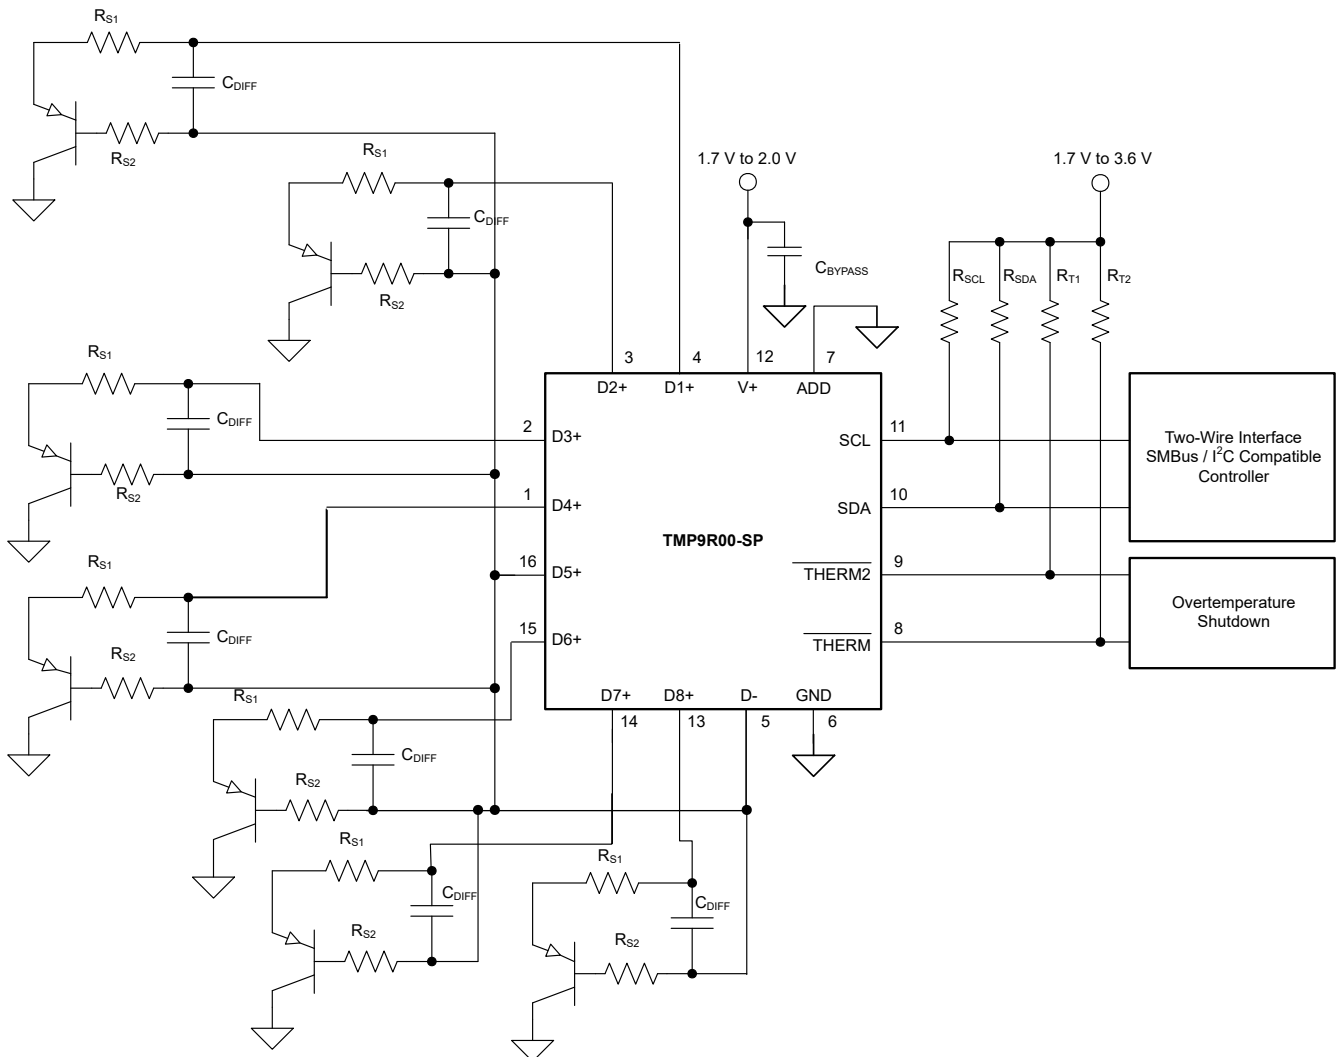 RS1
CDIFF
RS2
RS1
CDIFF
RS2
1.7 V to 2.0 V
1.7 V to 3.6 V
CBYPASS
RSCL
RSDA
RT1
RT2
RS1
CDIFF
RS2
3
4
12
7
D2+
D1+
V+
ADD
2
D3+
SCL
11
1
D4+
SDA
10
TMP9R00-SP
16
D5+
THERM2
9
15
D6+
THERM
8
D7+
D8+
D-
GND
14
13
5
6
Two-Wire Interface
SMBus / I2C Compatible
Controller
Overtemperature
Shutdown
RS1
CDIFF
RS2
RS1
CDIFF
RS2
RS1
CDIFF
RS2
RS1
CDIFF
RS2